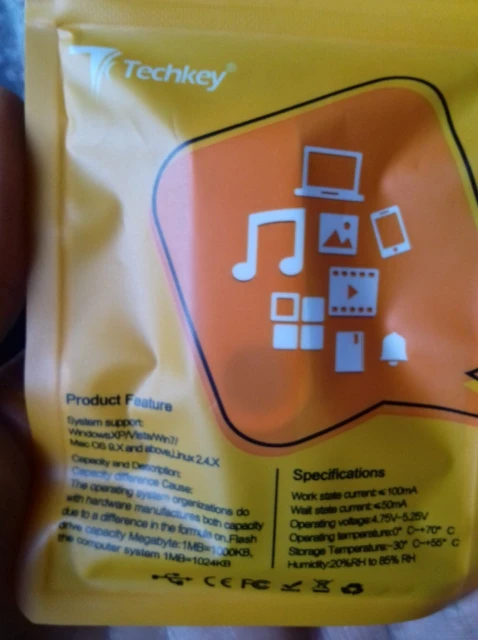 Techkey®
Product Feature
System support:
WindowsXP/Vista/Win7/
Mac OS 9.X and above,Linux 2.4.X
Capacity and Description:
Capacity difference Cause:
The operating system organizations do
with hardware manufactures both capacity
due to a difference in the formula on.Flash
drive capacity Megabyte:1MB=1000KB,
the computer system 1MB=1024KB
Specifications
Work state current:≤100mA
Wait state current:≤50mA
Operating voltage:4.75V-5.25V
Operating temperature:0° C~+70° C
Storage Temperature:-30° C~+55° C
Humidity:20%RH to 85% RH
CE FC